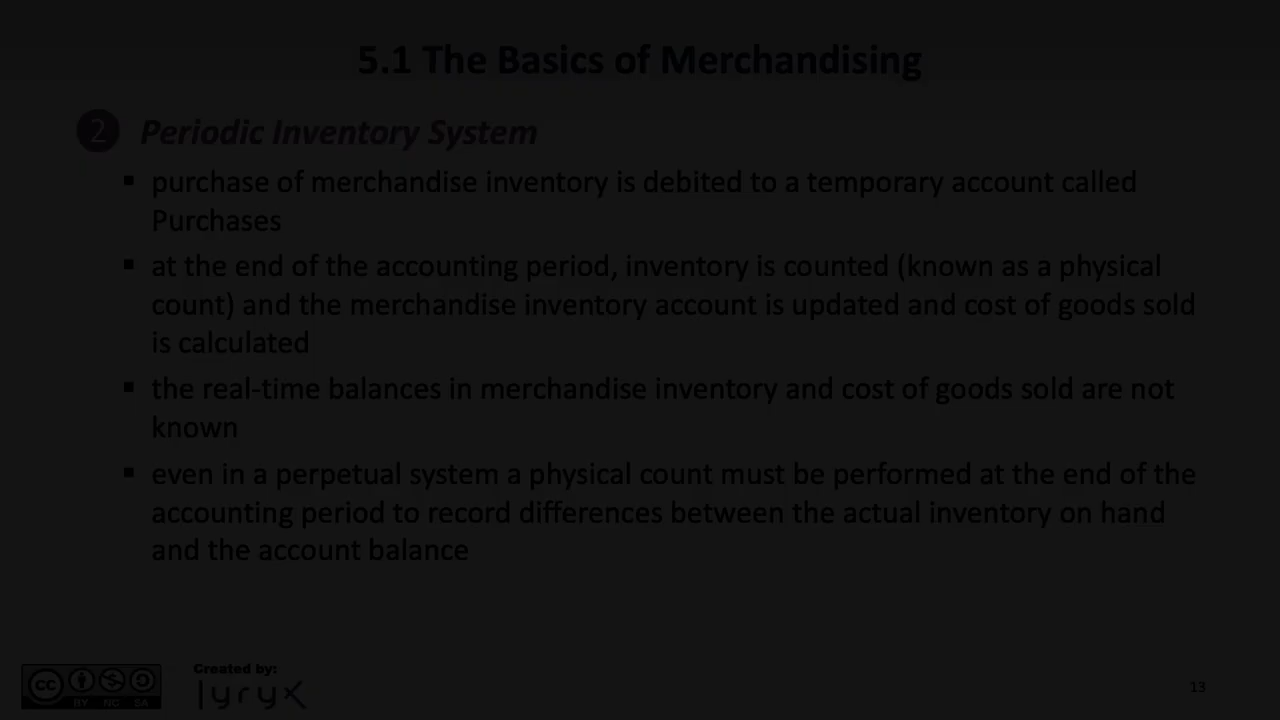 5.1 The Basics of Merchandising
2 Periodic Inventory System
▪ purchase of merchandise inventory is debited to a temporary account called
Purchases
▪ at the end of the accounting period, inventory is counted (known as a physical
count) and the merchandise inventory account is updated and cost of goods sold
is calculated
▪ the real-time balances in merchandise inventory and cost of goods sold are not
known
▪ even in a perpetual system a physical count must be performed at the end of the
accounting period to record differences between the actual inventory on hand
and the account balance
cc BY NC SA
Created by:
lyryx
13